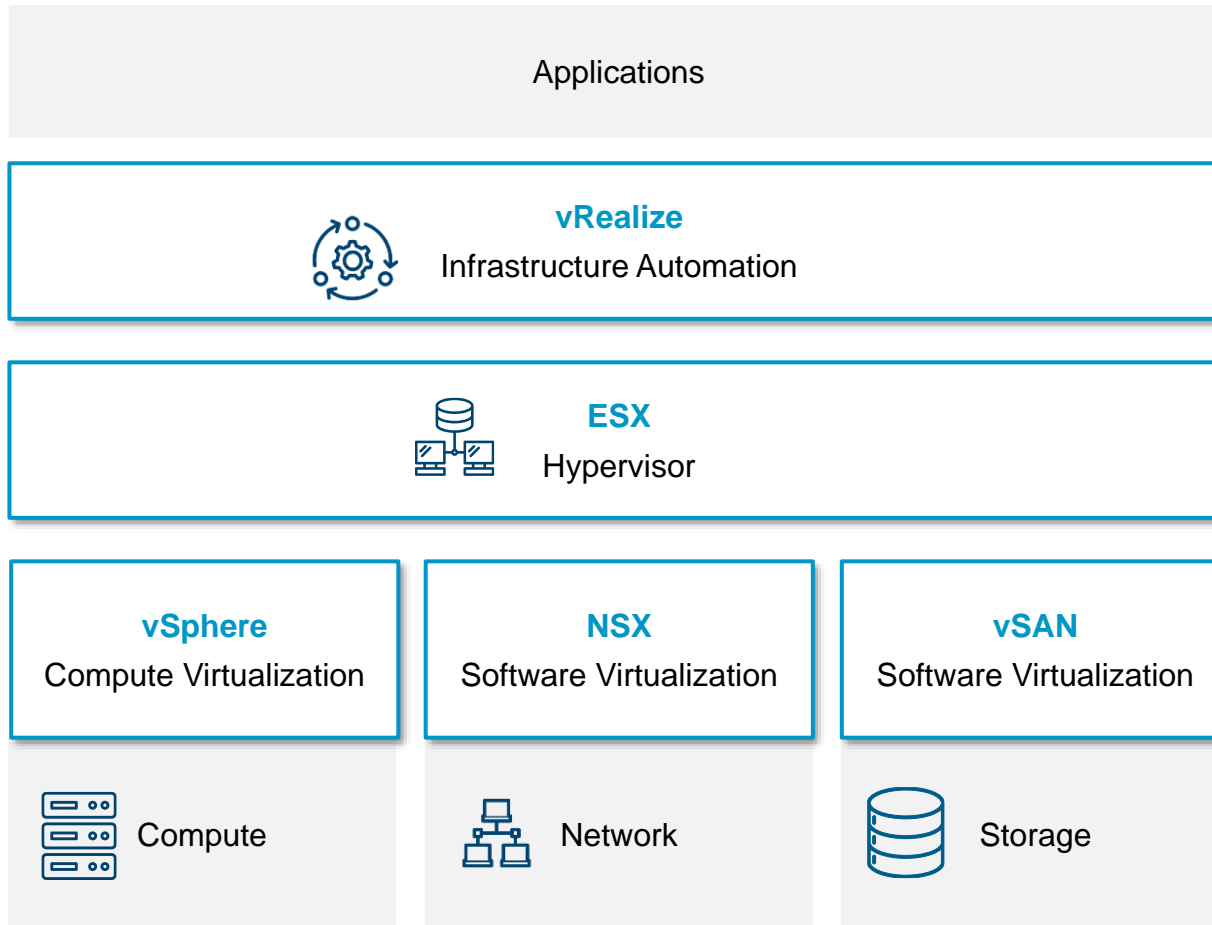 Applications
vRealize
Infrastructure Automation
ESX
Hypervisor
vSphere
Compute Virtualization
NSX
Software Virtualization
vSAN
Software Virtualization
Compute
Network
Storage